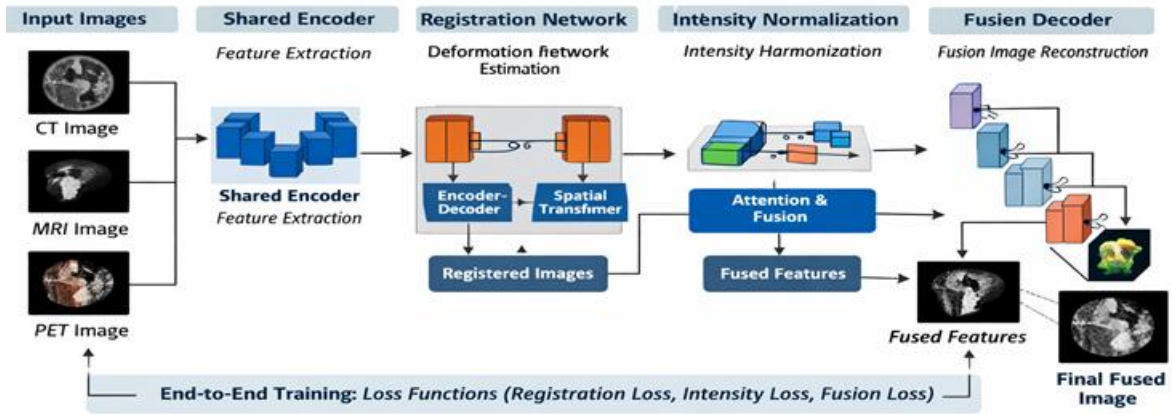 Input Images
Shared Encoder
Registration Network
Intensity Normalization
Fusien Decoder
Feature Extraction
Deformation Network
Estimation
Intensity Harmonization
Fusion Image Reconstruction
CT Image
MRI Image
PET Image
Shared Encoder
Feature Extraction
Encoder-
Decoder
Spatial
Transfimer
Registered Images
Attention &
Fusion
Fused Features
Fused Features
Final Fused
Image
End-to-End Training: Loss Functions (Registration Loss, Intensity Loss, Fusion Loss)